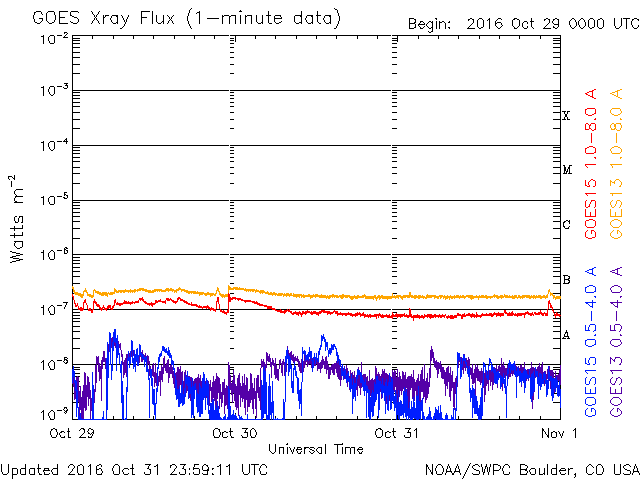 GOES Xray Flux (1-minute data)
Begin: 2016 Oct 29 0000 UTC
10⁻²
10⁻³
10⁻⁴
10⁻⁵
10⁻⁶
10⁻⁷
10⁻⁸
10⁻⁹
Watts m⁻²
X
M
C
B
A
GOES15 1.0-8.0 A
GOES13 1.0-8.0 A
GOES15 0.5-4.0 A
GOES13 0.5-4.0 A
Oct 29
Oct 30
Oct 31
Nov 1
Universal Time
Updated 2016 Oct 31 23:59:11 UTC
NOAA/SWPC Boulder, CO USA